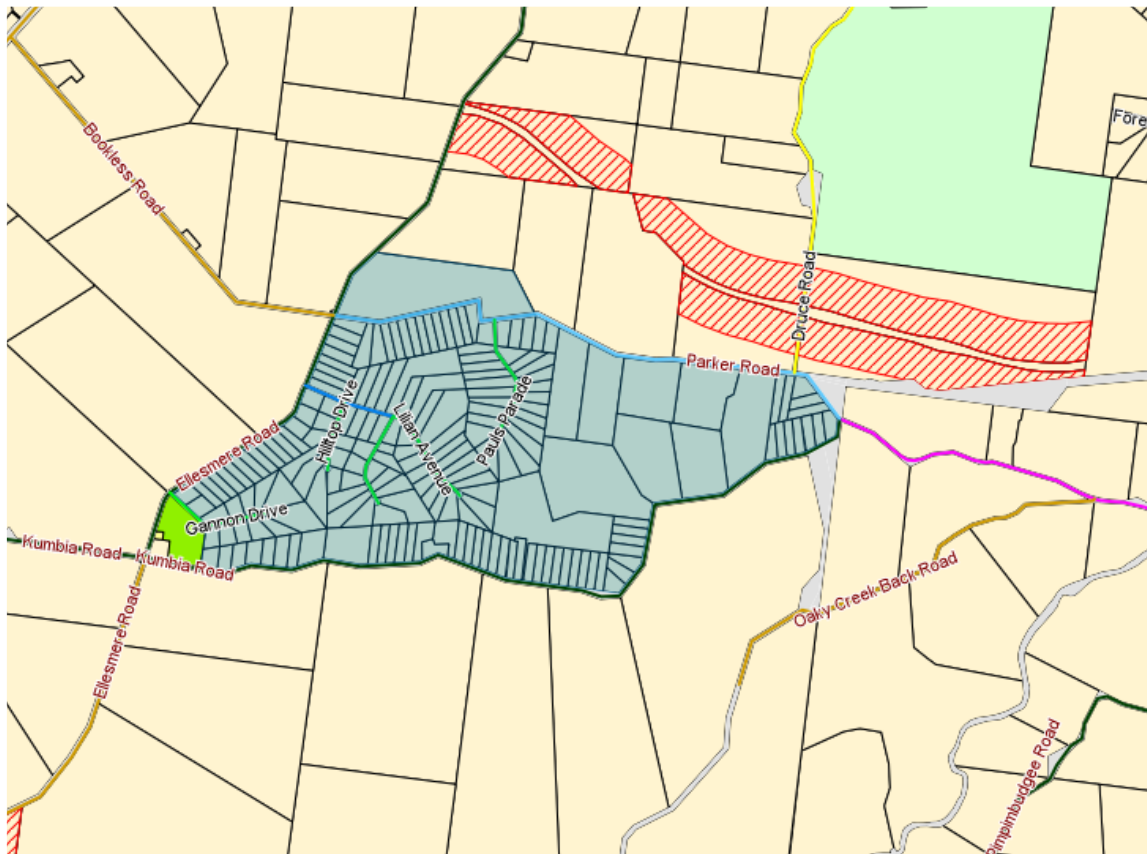 Fore
Bookless Road
Druce Road
Parker Road
Hilltop Drive
Lilian Avenue
Pauls Parade
Ellesmere Road
Gannon Drive
Kumbia Road
Kumbia Road
Ellesmere Road
Oaky Creek Back Road
Pimpimbudgee Road